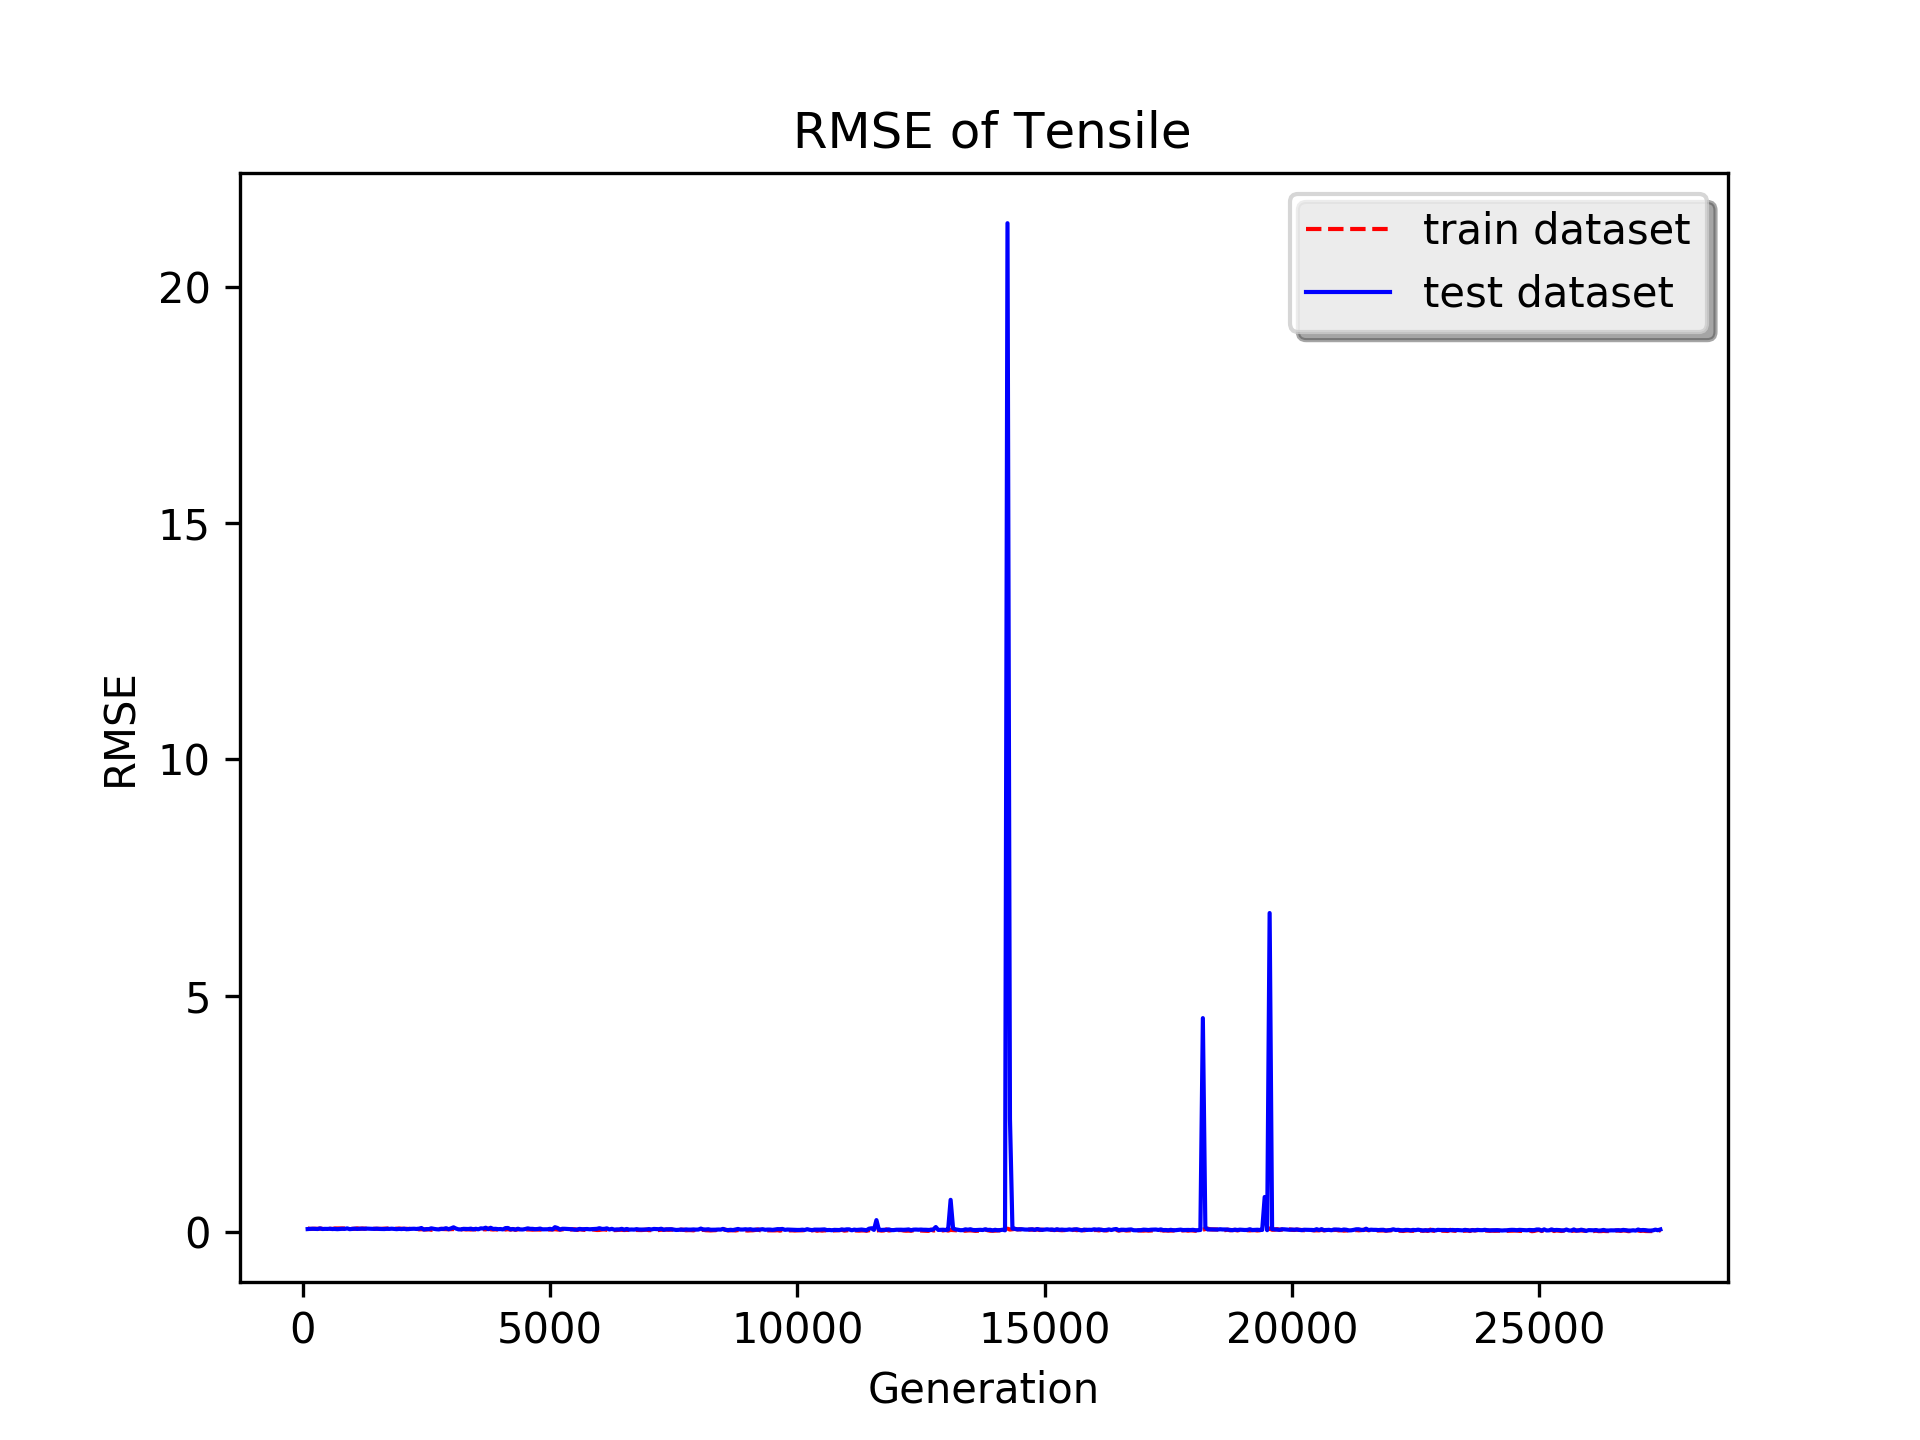 RMSE of Tensile
train dataset
test dataset
20
15
10
5
0
RMSE
0 5000 10000 15000 20000 25000
Generation